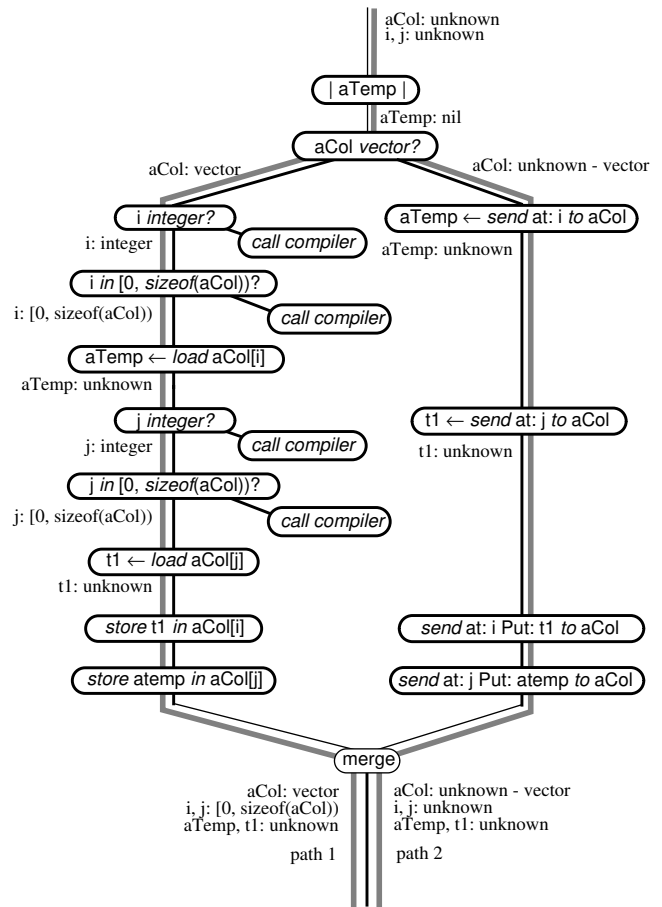 aCol: unknown
i, j: unknown
| aTemp |
aTemp: nil
aCol vector?
aCol: vector
aCol: unknown - vector
i integer?
aTemp ← send at: i to aCol
i: integer
call compiler
aTemp: unknown
i in [0, sizeof(aCol))?
i: [0, sizeof(aCol))
call compiler
aTemp ← load aCol[i]
aTemp: unknown
j integer?
t1 ← send at: j to aCol
j: integer
call compiler
t1: unknown
j in [0, sizeof(aCol))?
j: [0, sizeof(aCol))
call compiler
t1 ← load aCol[j]
t1: unknown
store t1 in aCol[i]
send at: i Put: t1 to aCol
store atemp in aCol[j]
send at: j Put: atemp to aCol
merge
aCol: vector
i, j: [0, sizeof(aCol))
aTemp, t1: unknown
path 1
aCol: unknown - vector
i, j: unknown
aTemp, t1: unknown
path 2